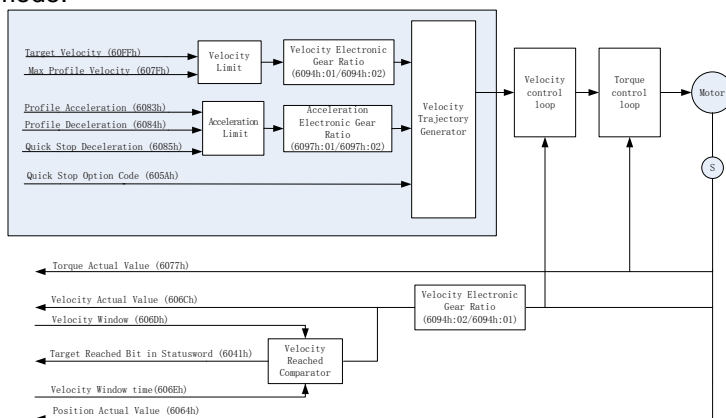 Target Velocity (60FFh)
Max Profile Velocity (607Fh)
Velocity
Limit
Velocity Electronic
Gear Ratio
(6094h:01/6094h:02)
Profile Acceleration (6083h)
Profile Deceleration (6084h)
Quick Stop Deceleration (6085h)
Acceleration
Limit
Acceleration
Electronic Gear
Ratio
(6097h:01/6097h:02)
Quick Stop Option Code (605Ah)
Velocity
Trajectory
Generator
Velocity
control
loop
Torque
control
loop
Motor
S
Torque Actual Value (6077h)
Velocity Actual Value (606Ch)
Velocity Window (606Dh)
Target Reached Bit in Statusword (6041h)
Velocity Window time(606Eh)
Position Actual Value (6064h)
Velocity
Reached
Comparator
Velocity Electronic
Gear Ratio
(6094h:02/6094h:01)